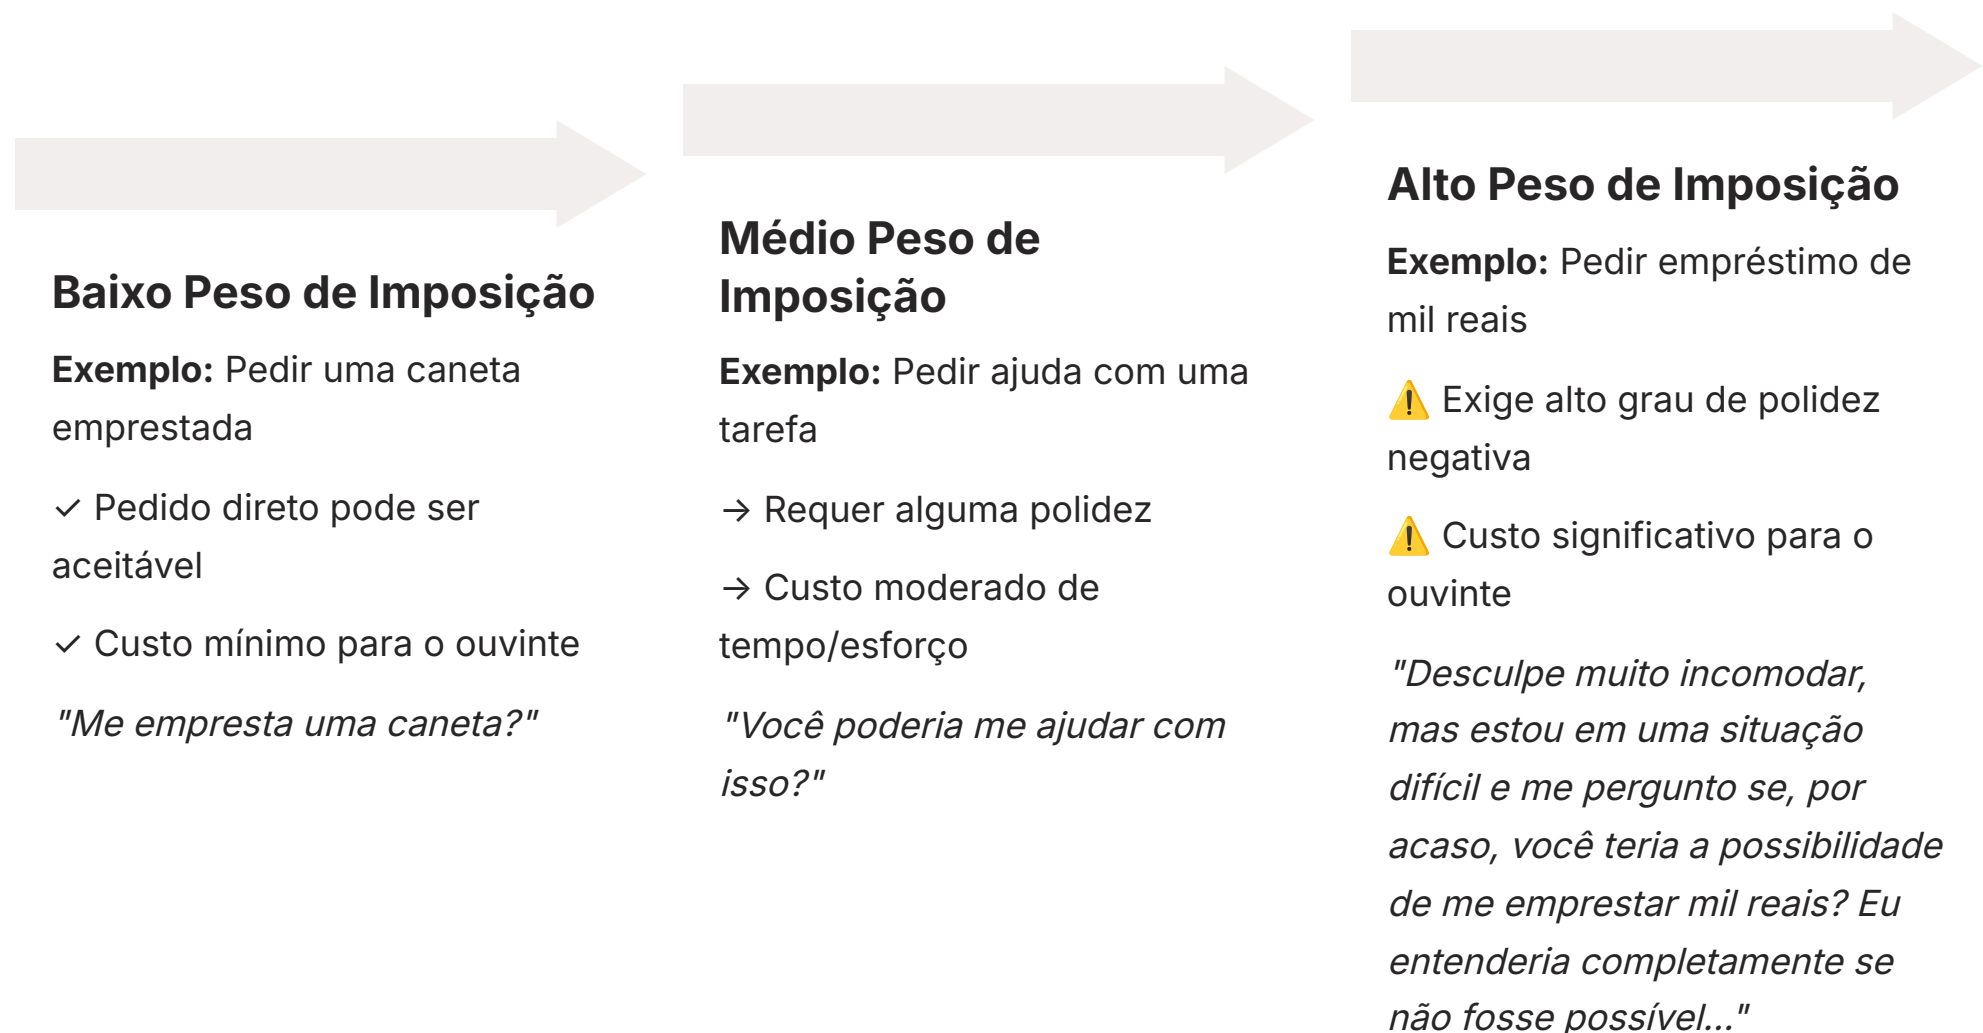 Baixo Peso de Imposição
Exemplo: Pedir uma caneta
emprestada
✓ Pedido direto pode ser
aceitável
✓ Custo mínimo para o ouvinte
"Me empresta uma caneta?"
Médio Peso de
Imposição
Exemplo: Pedir ajuda com uma
tarefa
→ Requer alguma polidez
→ Custo moderado de
tempo/esforço
"Você poderia me ajudar com
isso?"
Alto Peso de Imposição
Exemplo: Pedir empréstimo de
mil reais
⚠️ Exige alto grau de polidez
negativa
⚠️ Custo significativo para o
ouvinte
"Desculpe muito incomodar,
mas estou em uma situação
difícil e me pergunto se, por
acaso, você teria a possibilidade
de me emprestar mil reais? Eu
entenderia completamente se
não fosse possível..."